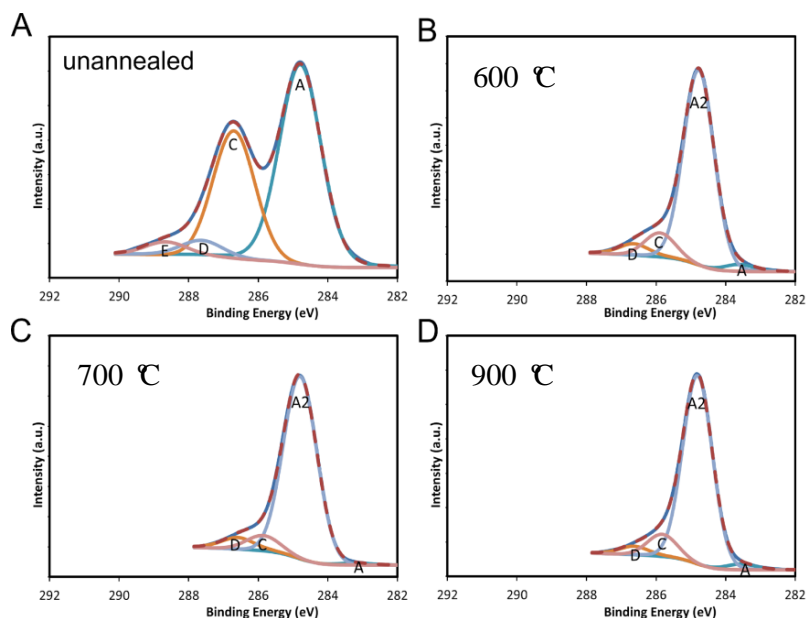 A
unannealed
A
C
D
E
Intensity (a.u.)
292 290 288 286 284 282
Binding Energy (eV)
B
600 ℃
A2
C
D
A
Intensity (a.u.)
292 290 288 286 284 282
Binding Energy (eV)
C
700 ℃
A2
D
C
A
Intensity (a.u.)
292 290 288 286 284 282
Binding Energy (eV)
D
900 ℃
A2
C
D
A
Intensity (a.u.)
292 290 288 286 284 282
Binding Energy (eV)